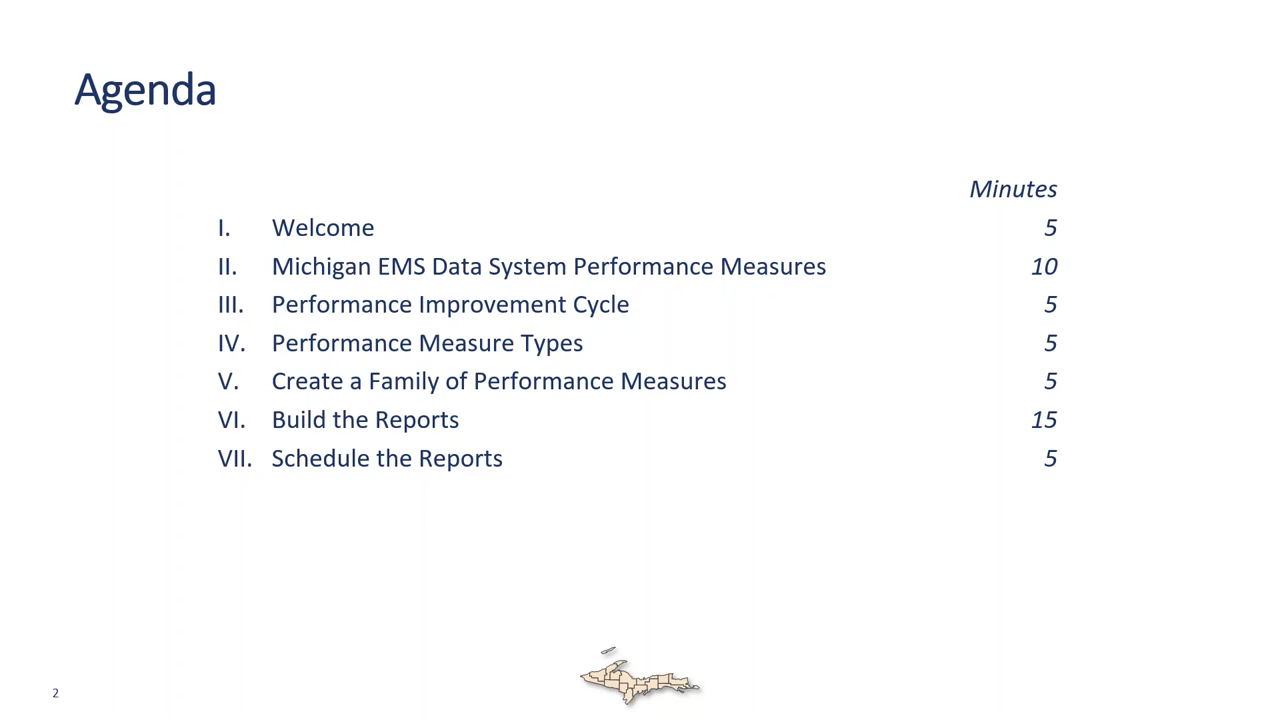 Agenda
Minutes
I. Welcome 5
II. Michigan EMS Data System Performance Measures 10
III. Performance Improvement Cycle 5
IV. Performance Measure Types 5
V. Create a Family of Performance Measures 5
VI. Build the Reports 15
VII. Schedule the Reports 5
2